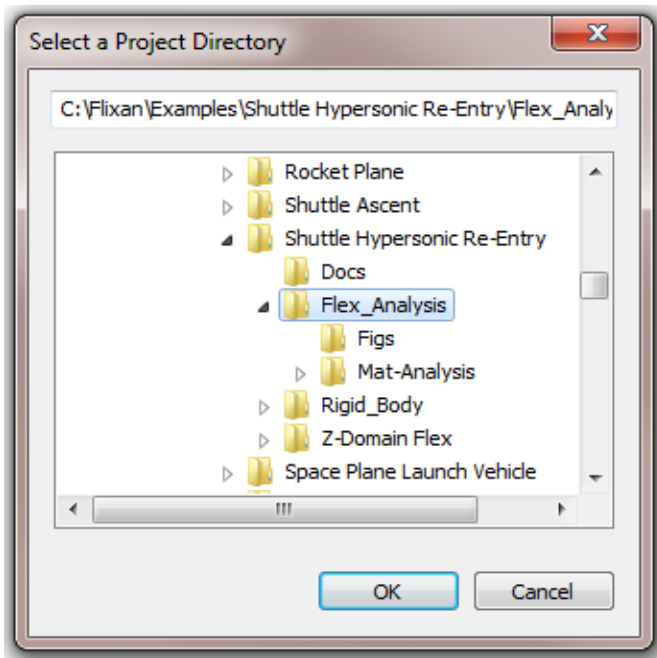 Select a Project Directory
C:\Flixan\Examples\Shuttle Hypersonic Re-Entry\Flex_Analy
Rocket Plane
Shuttle Ascent
Shuttle Hypersonic Re-Entry
Docs
Flex_Analysis
Figs
Mat-Analysis
Rigid_Body
Z-Domain Flex
Space Plane Launch Vehicle
OK Cancel